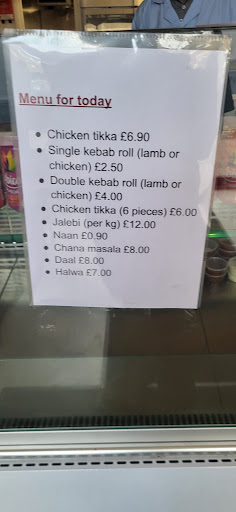 Menu for today
• Chicken tikka £6.90
• Single kebab roll (lamb or
chicken) £2.50
• Double kebab roll (lamb or
chicken) £4.00
• Chicken tikka (6 pieces) £6.00
• Jalebi (per kg) £12.00
• Naan £0.90
• Chana masala £8.00
• Daal £8.00
• Halwa £7.00